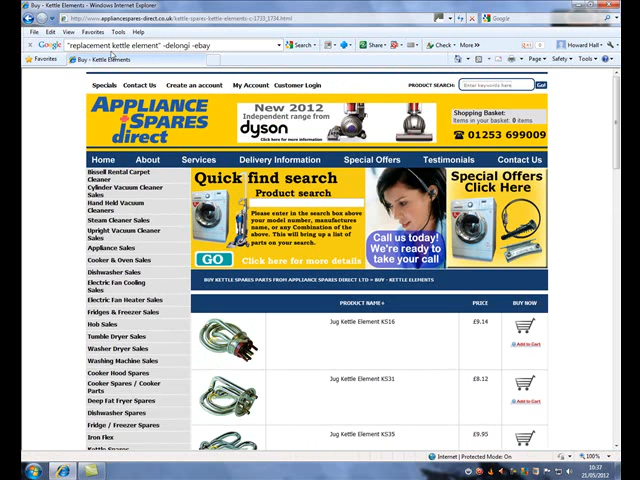 Buy - Kettle Elements - Windows Internet Explorer
http://www.appliancespares-direct.co.uk/kettle-spares-kettle-elements-c-1733_1734.html
Google
File Edit View Favorites Tools Help
Google "replacement kettle element" -delongi -ebay Search More Howard Hall
Favorites Buy - Kettle Elements Page Safety Tools
Specials Contact Us Create an account My Account Customer Login PRODUCT SEARCH: Enter keywords here
APPLIANCE
SPARES
direct
New 2012
Independent range from
dyson
Click here for more information
Shopping Basket:
Items in your basket: 0 items
01253 699009
Home About Services Delivery Information Special Offers Testimonials Contact Us
Bissell Rental Carpet
Cleaner
Cylinder Vacuum Cleaner
Sales
Hand Held Vacuum
Cleaners
Steam Cleaner Sales
Upright Vacuum Cleaner
Sales
Appliance Sales
Cooker & Oven Sales
Dishwasher Sales
Electric Fan Cooling
Sales
Electric Fan Heater Sales
Fridges & Freezer Sales
Hob Sales
Tumble Dryer Sales
Washer Dryer Sales
Washing Machine Sales
Cooker Hood Spares
Cooker Spares / Cooker
Parts
Deep Fat Fryer Spares
Dishwasher Spares
Fridge / Freezer Spares
Iron Flex
Kettle Spares
Quick find search
Product search
Please enter in the search box above
your model number, manufactures
name, or any Combination of the
above. This will bring up a list of
parts on your search.
GO Click here for more details
Call us today!
We're ready to
take your call
Special Offers
Click Here
BUY KETTLE SPARES PARTS FROM APPLIANCE SPARES DIRECT LTD » BUY - KETTLE ELEMENTS
PRODUCT NAME+ PRICE BUY NOW
Jug Kettle Element KS16 £9.14
Add to Cart
Jug Kettle Element KS31 £8.12
Add to Cart
Jug Kettle Element KS35 £9.95
Internet | Protected Mode: On 100%
10:37
21/05/2012